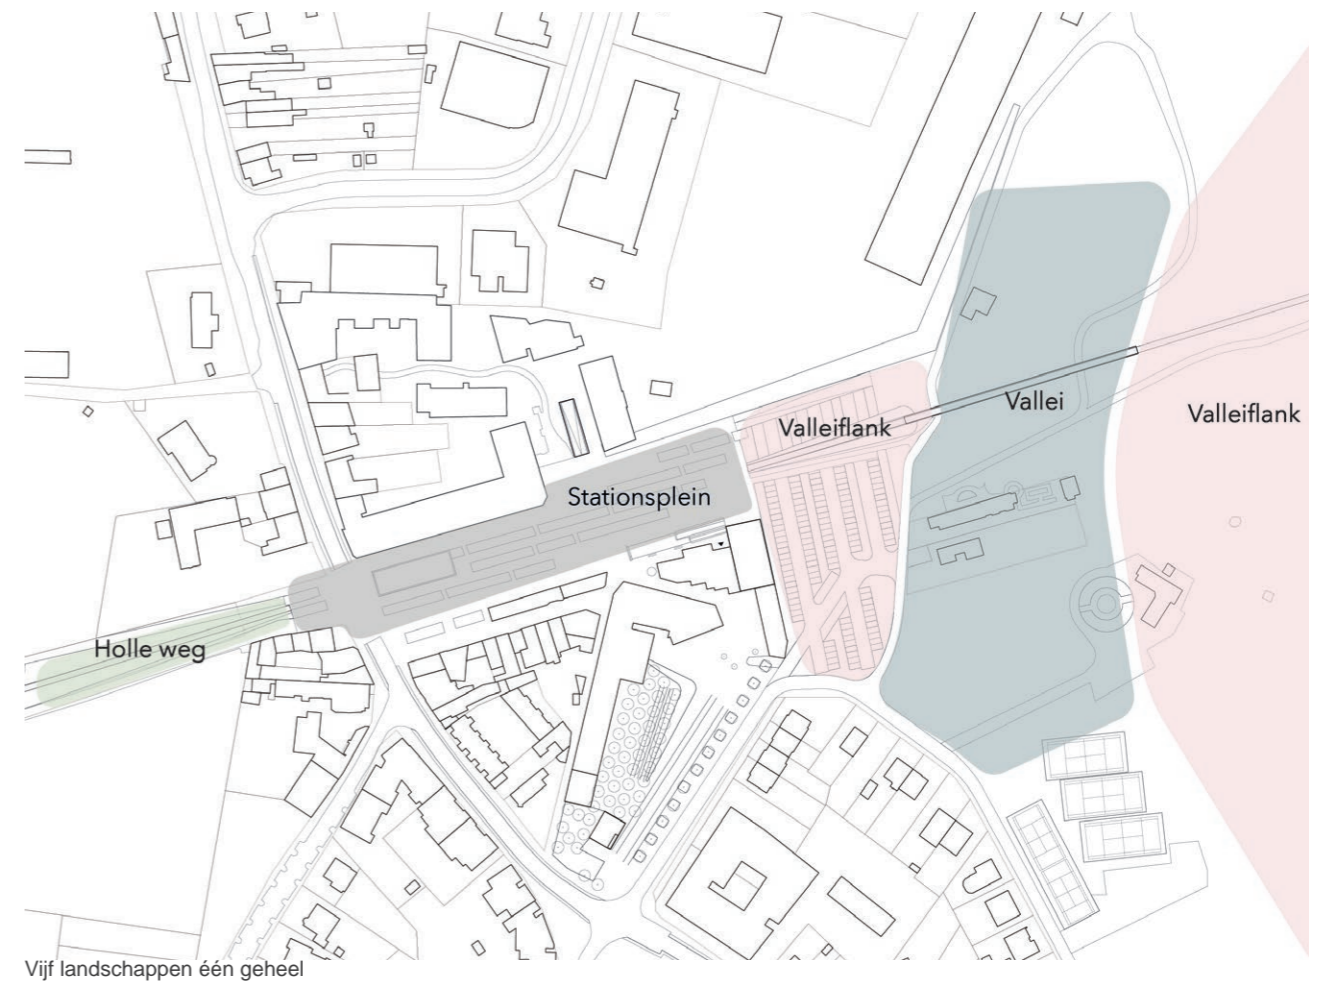 Vallei
Valleiflank
Valleiflank
Stationsplein
Holle weg
Vijf landschappen één geheel